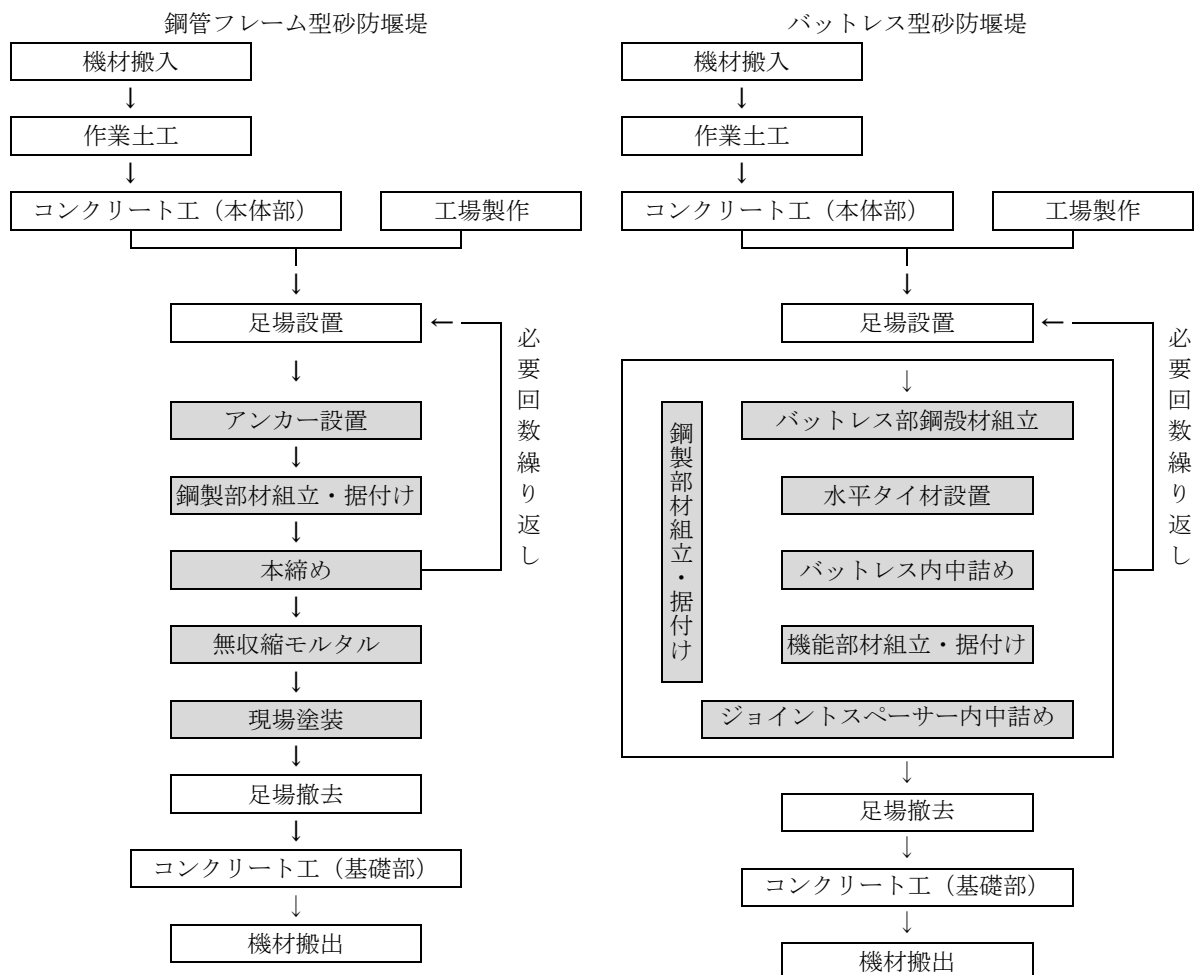 鋼管フレーム型砂防堰堤
機材搬入
↓
作業土工
↓
コンクリート工（本体部）
工場製作
↓
足場設置
←
必要回数繰り返し
↓
アンカー設置
↓
鋼製部材組立・据付け
↓
本締め
↓
無収縮モルタル
↓
現場塗装
↓
足場撤去
↓
コンクリート工（基礎部）
↓
機材搬出
バットレス型砂防堰堤
機材搬入
↓
作業土工
↓
コンクリート工（本体部）
工場製作
↓
足場設置
←
必要回数繰り返し
↓
鋼製部材組立・据付け
バットレス部鋼殻材組立
水平タイ材設置
バットレス内中詰め
機能部材組立・据付け
ジョイントスペーサー内中詰め
↓
足場撤去
↓
コンクリート工（基礎部）
↓
機材搬出